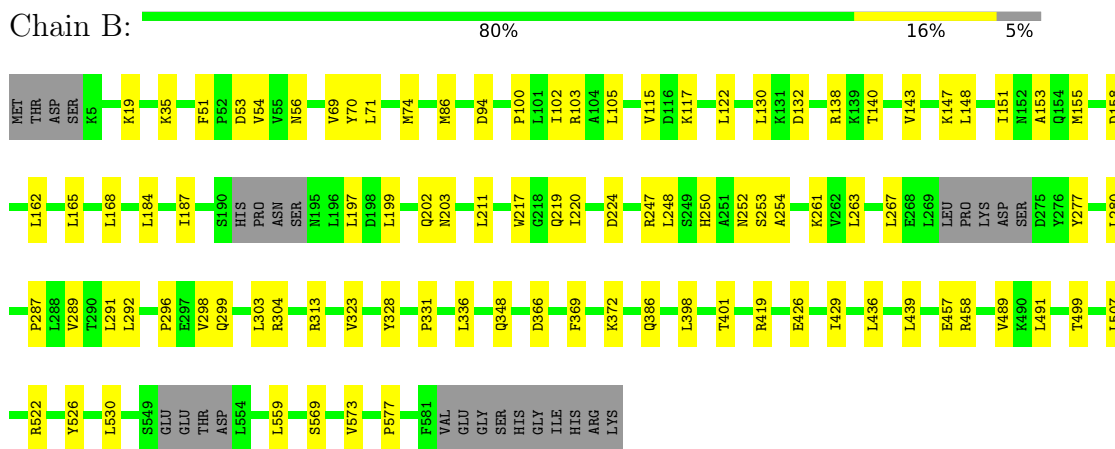 Chain B:
80% 16% 5%
MET THR ASP SER K5 K19 K35 F51 P52 D53 V54 V55 N56 V69 Y70 L71 M74 M86 D94 P100 L101 I102 R103 A104 L105 V115 D116 K117 L122 L130 K131 D132 R138 K139 T140 V143 K147 L148 I151 N152 A153 Q154 M155 D158
L162 L165 L168 L184 I187 S190 HIS PRO ASN SER N195 L196 L197 D198 L199 Q202 N203 L211 W217 G218 Q219 I220 D224 R247 L248 S249 H250 A251 N252 S253 A254 K261 V262 L263 L267 E268 L269 LEU PRO LYS ASP SER D275 Y276 Y277 L280
P287 L288 V289 T290 L291 L292 P296 E297 V298 Q299 L303 R304 R313 V323 Y328 P331 L336 Q348 D366 F369 K372 Q386 L398 T401 R419 E426 I429 L436 L439 E457 R458 V489 K490 L491 T499 L507
R522 Y526 L530 S549 GLU GLU THR ASP L554 L559 S569 V573 P577 F581 VAL GLU GLY SER HIS GLY ILE HIS ARG LYS